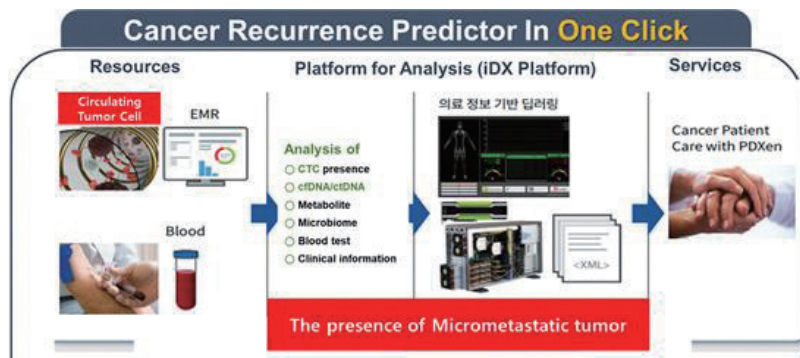 Cancer Recurrence Predictor In One Click
Resources
Platform for Analysis (iDX Platform)
Services
Circulating
Tumor Cell
EMR
Blood
Analysis of
CTC presence
cfDNA/ctDNA
Metabolite
Microbiome
Blood test
Clinical information
의료 정보 기반 딥러링
<XML>
Cancer Patient
Care with PDXen
The presence of Micrometastatic tumor